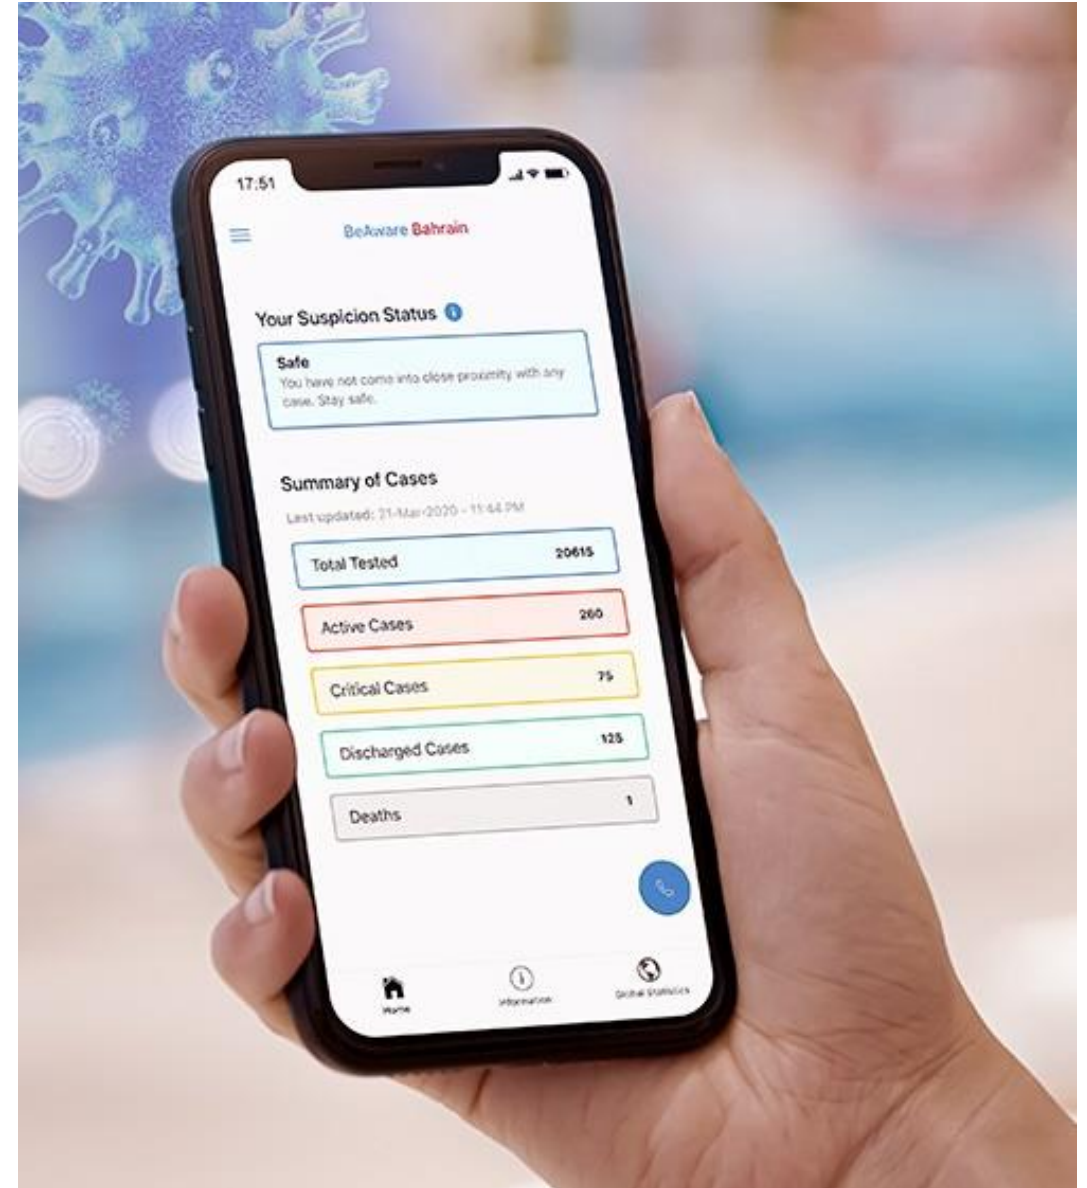 17:51
BeAware Bahrain
Your Suspicion Status
Safe
You have not come into close proximity with any
case. Stay safe.
Summary of Cases
Last updated: 21-Mar-2020 - 11:44 PM
Total Tested 20615
Active Cases 260
Critical Cases 75
Discharged Cases 125
Deaths 1
Home Information Global Statistics